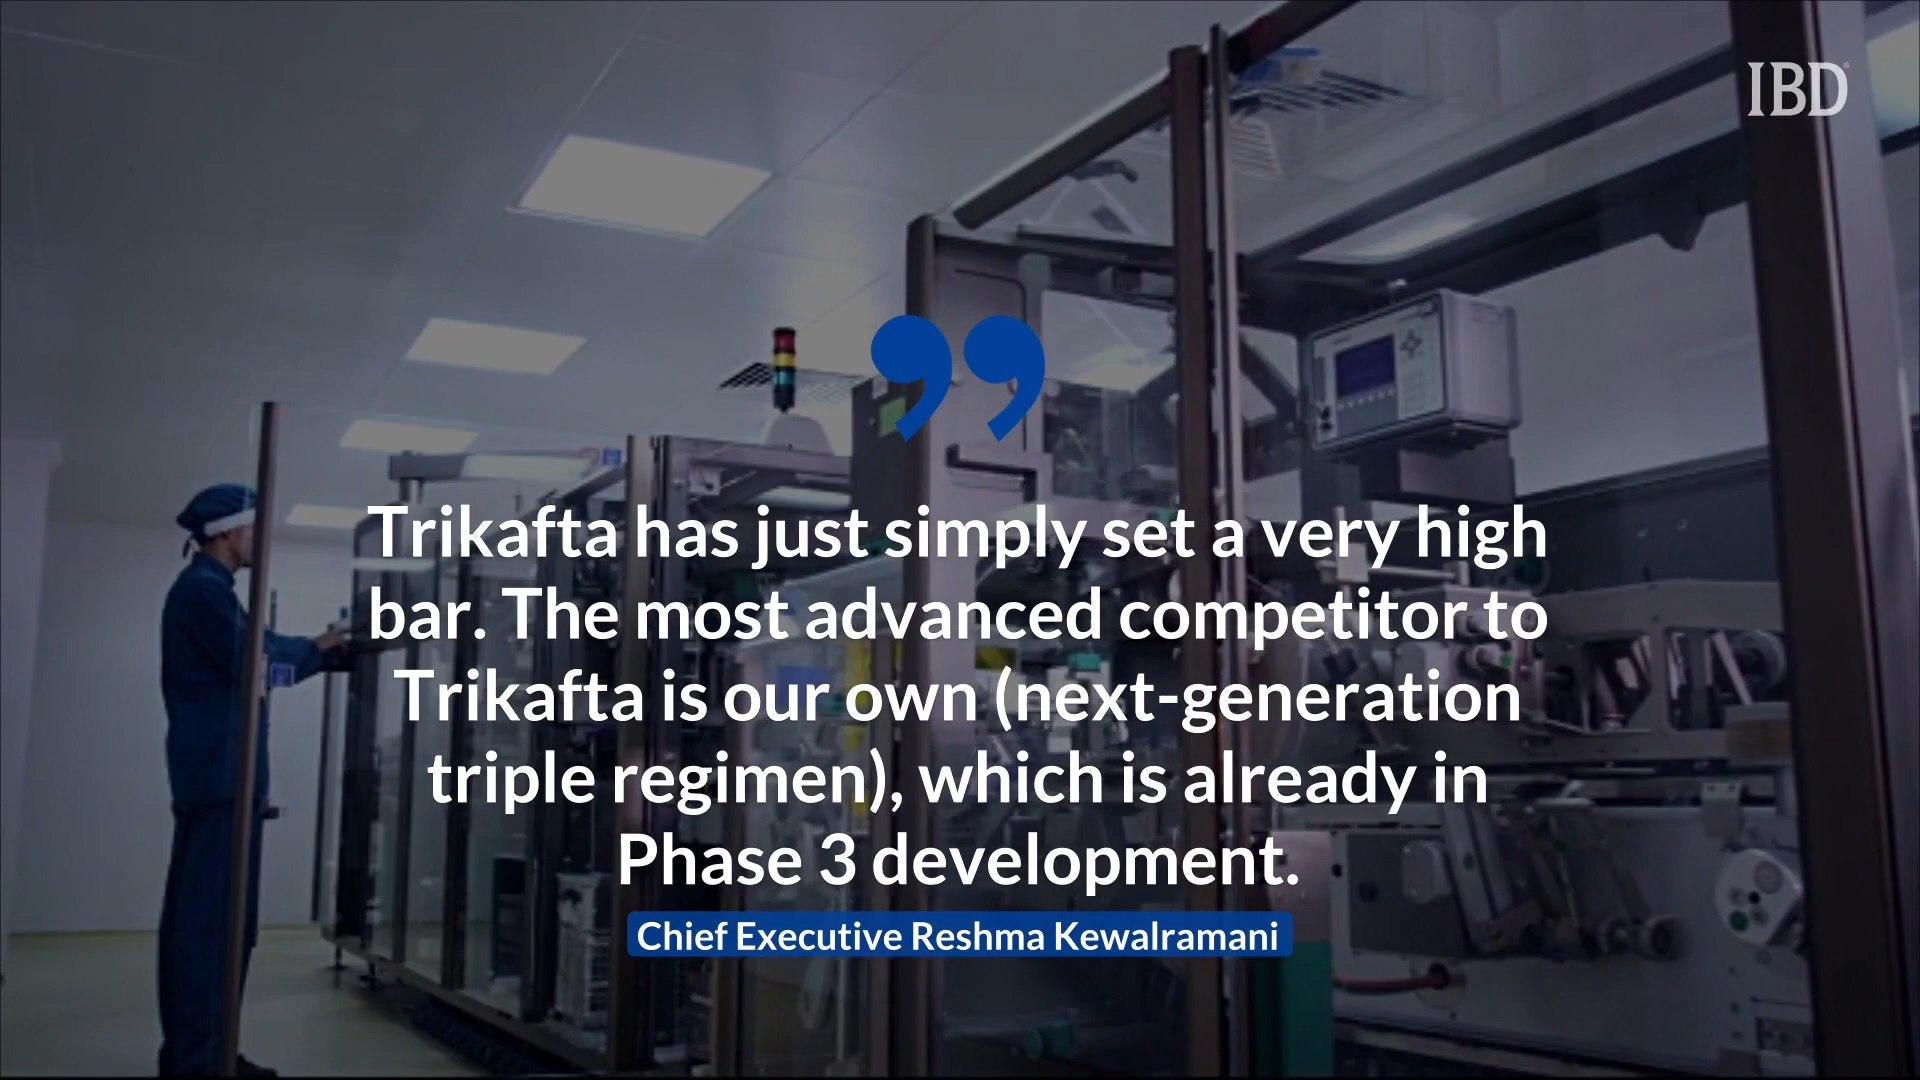 IBD
”
Trikafta has just simply set a very high
bar. The most advanced competitor to
Trikafta is our own (next-generation
triple regimen), which is already in
Phase 3 development.
Chief Executive Reshma Kewalramani